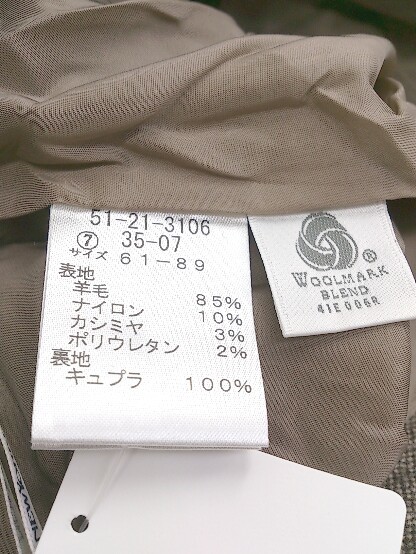 51-21-3106
⑦ 35-07
サイズ 61-89
表地
羊毛 85%
ナイロン 10%
カシミヤ 3%
ポリウレタン 2%
裏地
キュプラ 100%
WOOLMARK ®
BLEND
41E006R